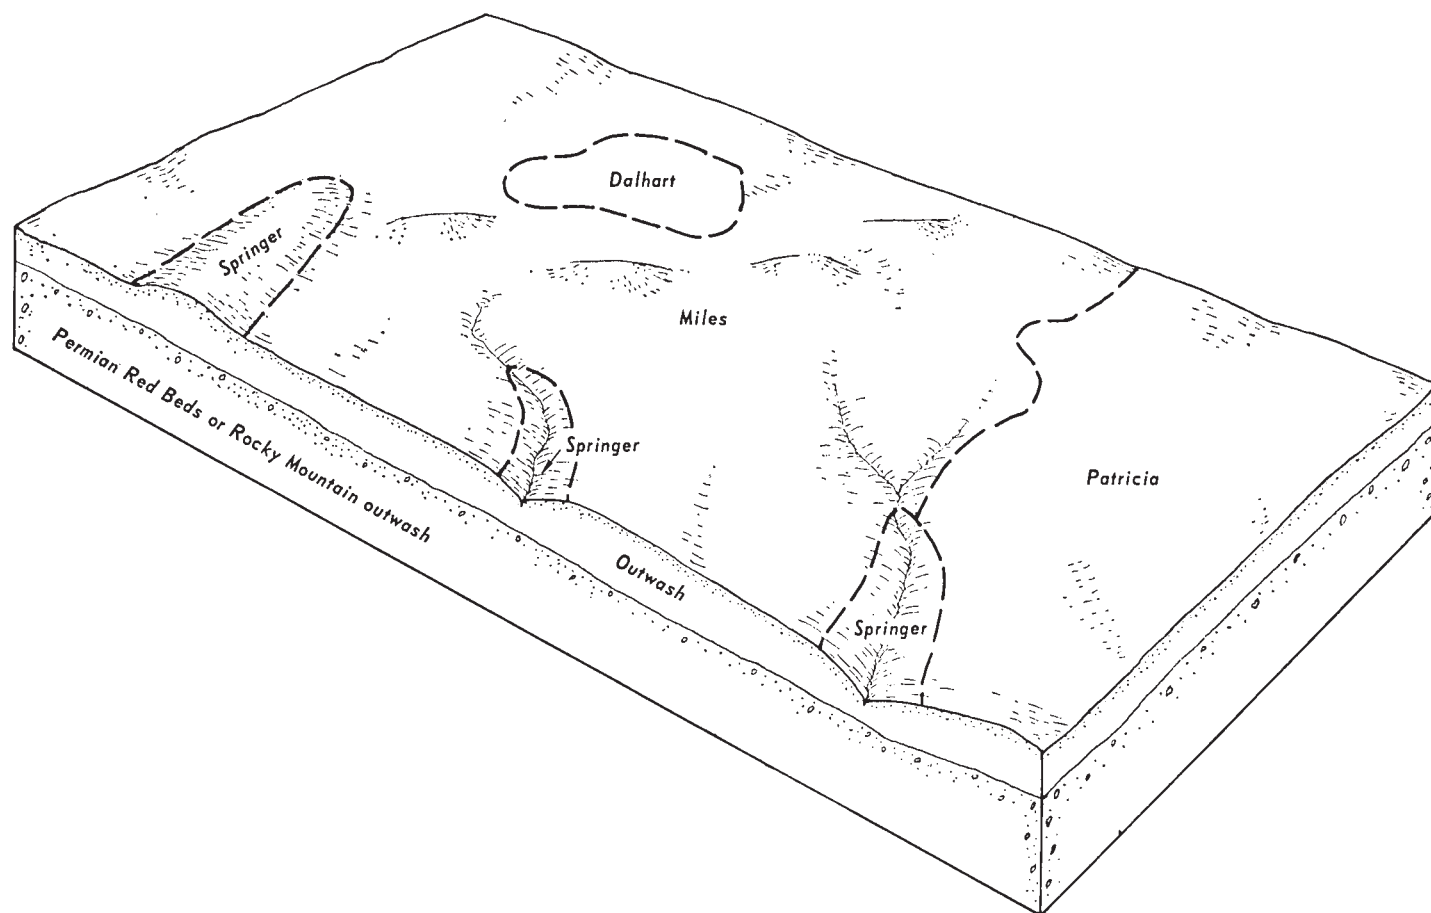 Dalhart
Springer
Miles
Permian Red Beds or Rocky Mountain outwash
Springer
Patricia
Outwash
Springer